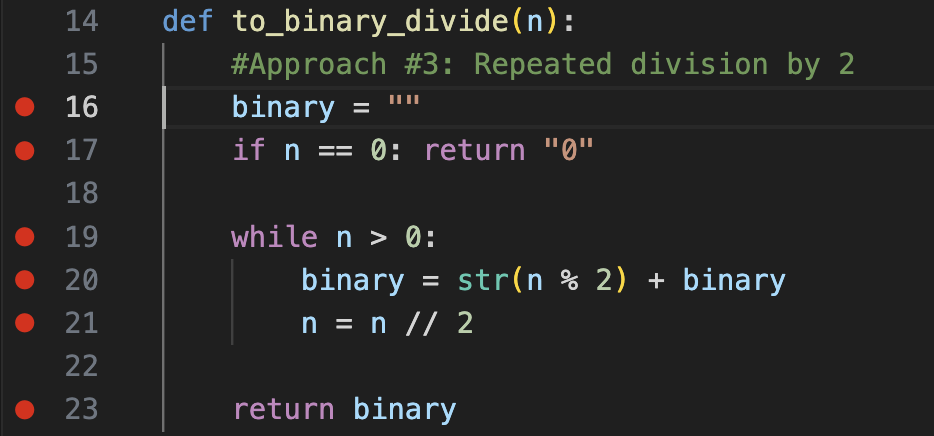 14 def to_binary_divide(n):
15 #Approach #3: Repeated division by 2
16 binary = ""
17 if n == 0: return "0"
18
19 while n > 0:
20 binary = str(n % 2) + binary
21 n = n // 2
22
23 return binary